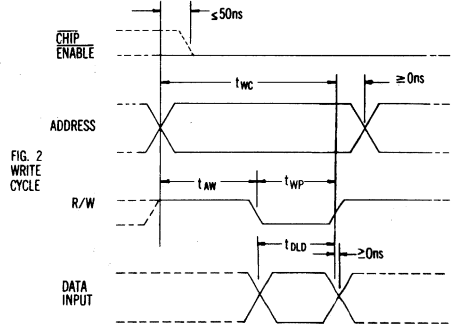 ≤50ns
CHIP
ENABLE
tWC
≥0ns
ADDRESS
FIG. 2
WRITE
CYCLE
tAW
tWP
R/W
tDLD
≥0ns
DATA
INPUT